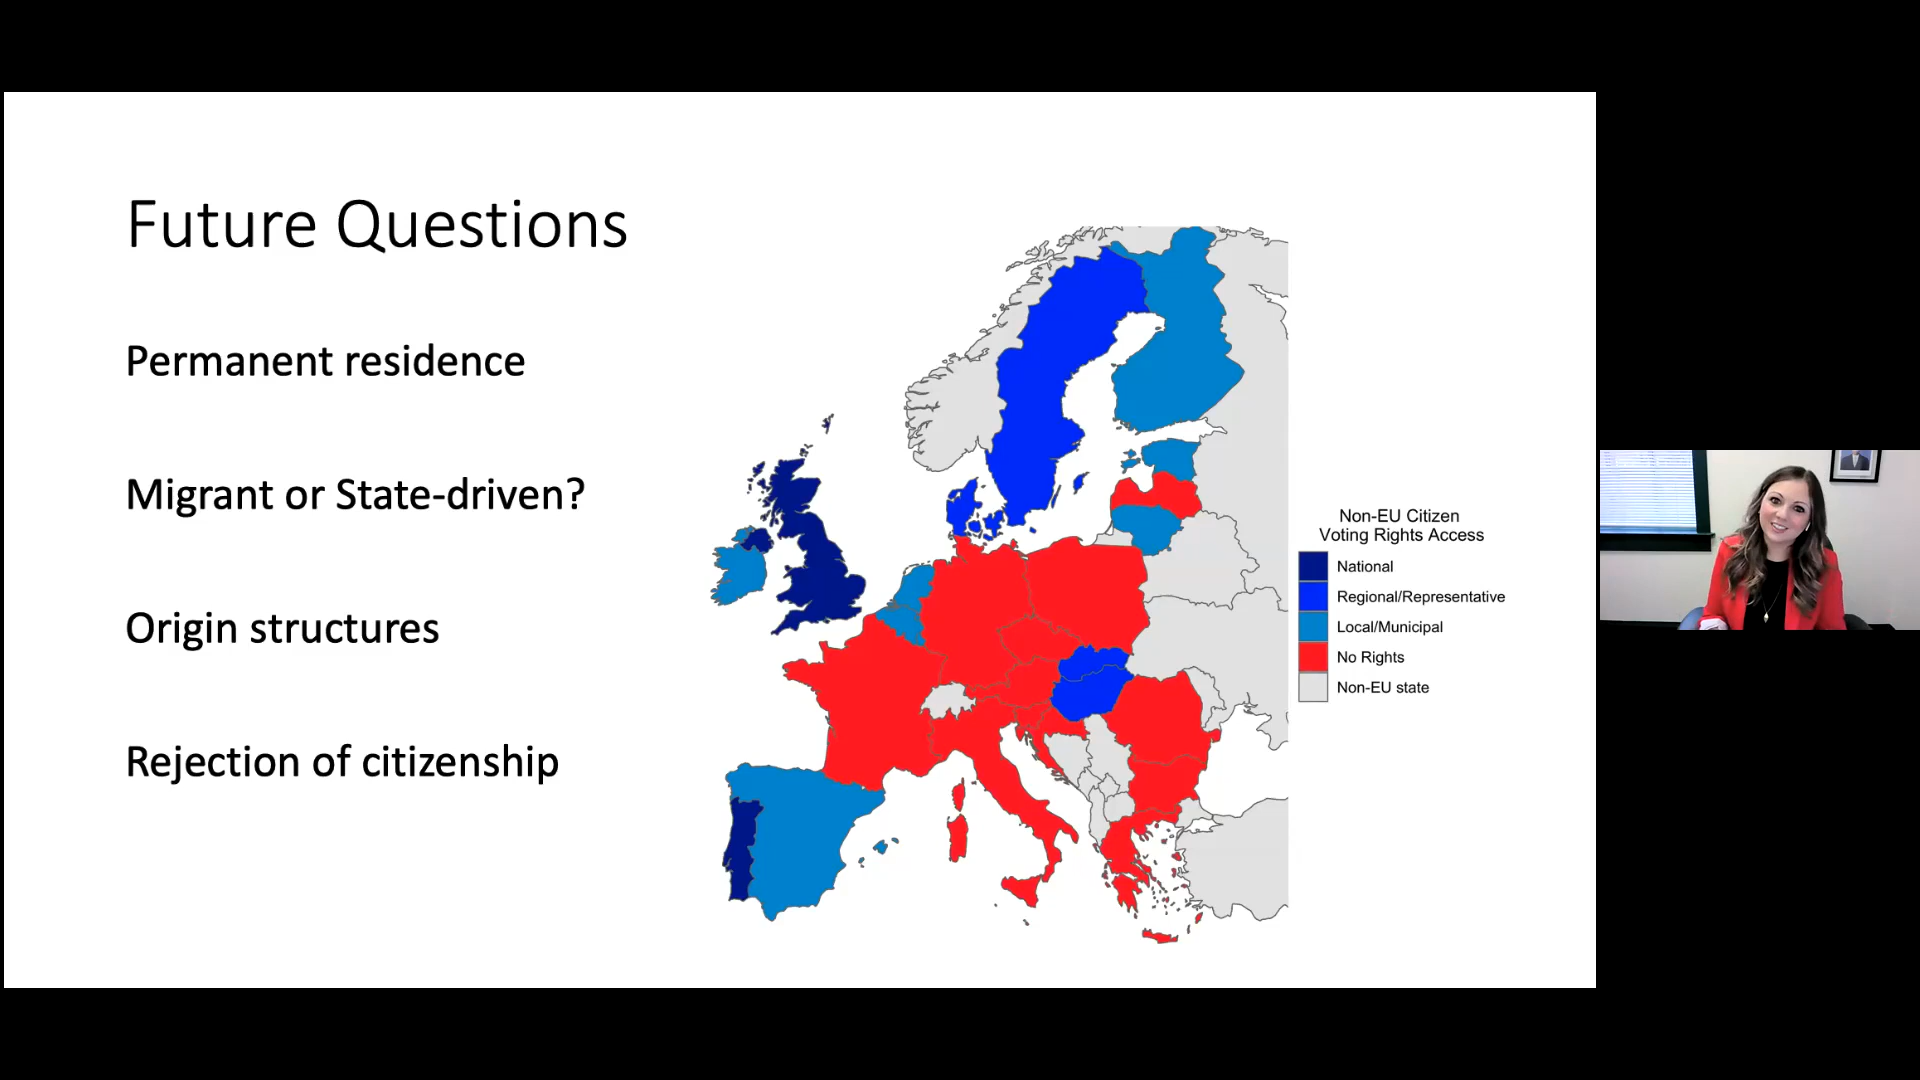 Future Questions
Permanent residence
Migrant or State-driven?
Origin structures
Rejection of citizenship
Non-EU Citizen
Voting Rights Access
National
Regional/Representative
Local/Municipal
No Rights
Non-EU state